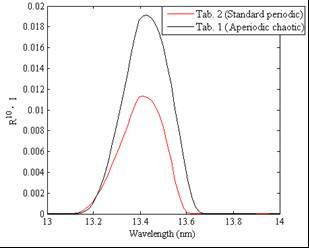 0.02
0.018
0.016
0.014
0.012
0.01
0.008
0.006
0.004
0.002
0
R¹⁰· I
Tab. 2 (Standard periodic)
Tab. 1 (Aperiodic chaotic)
13 13.2 13.4 13.6 13.8 14
Wavelength (nm)